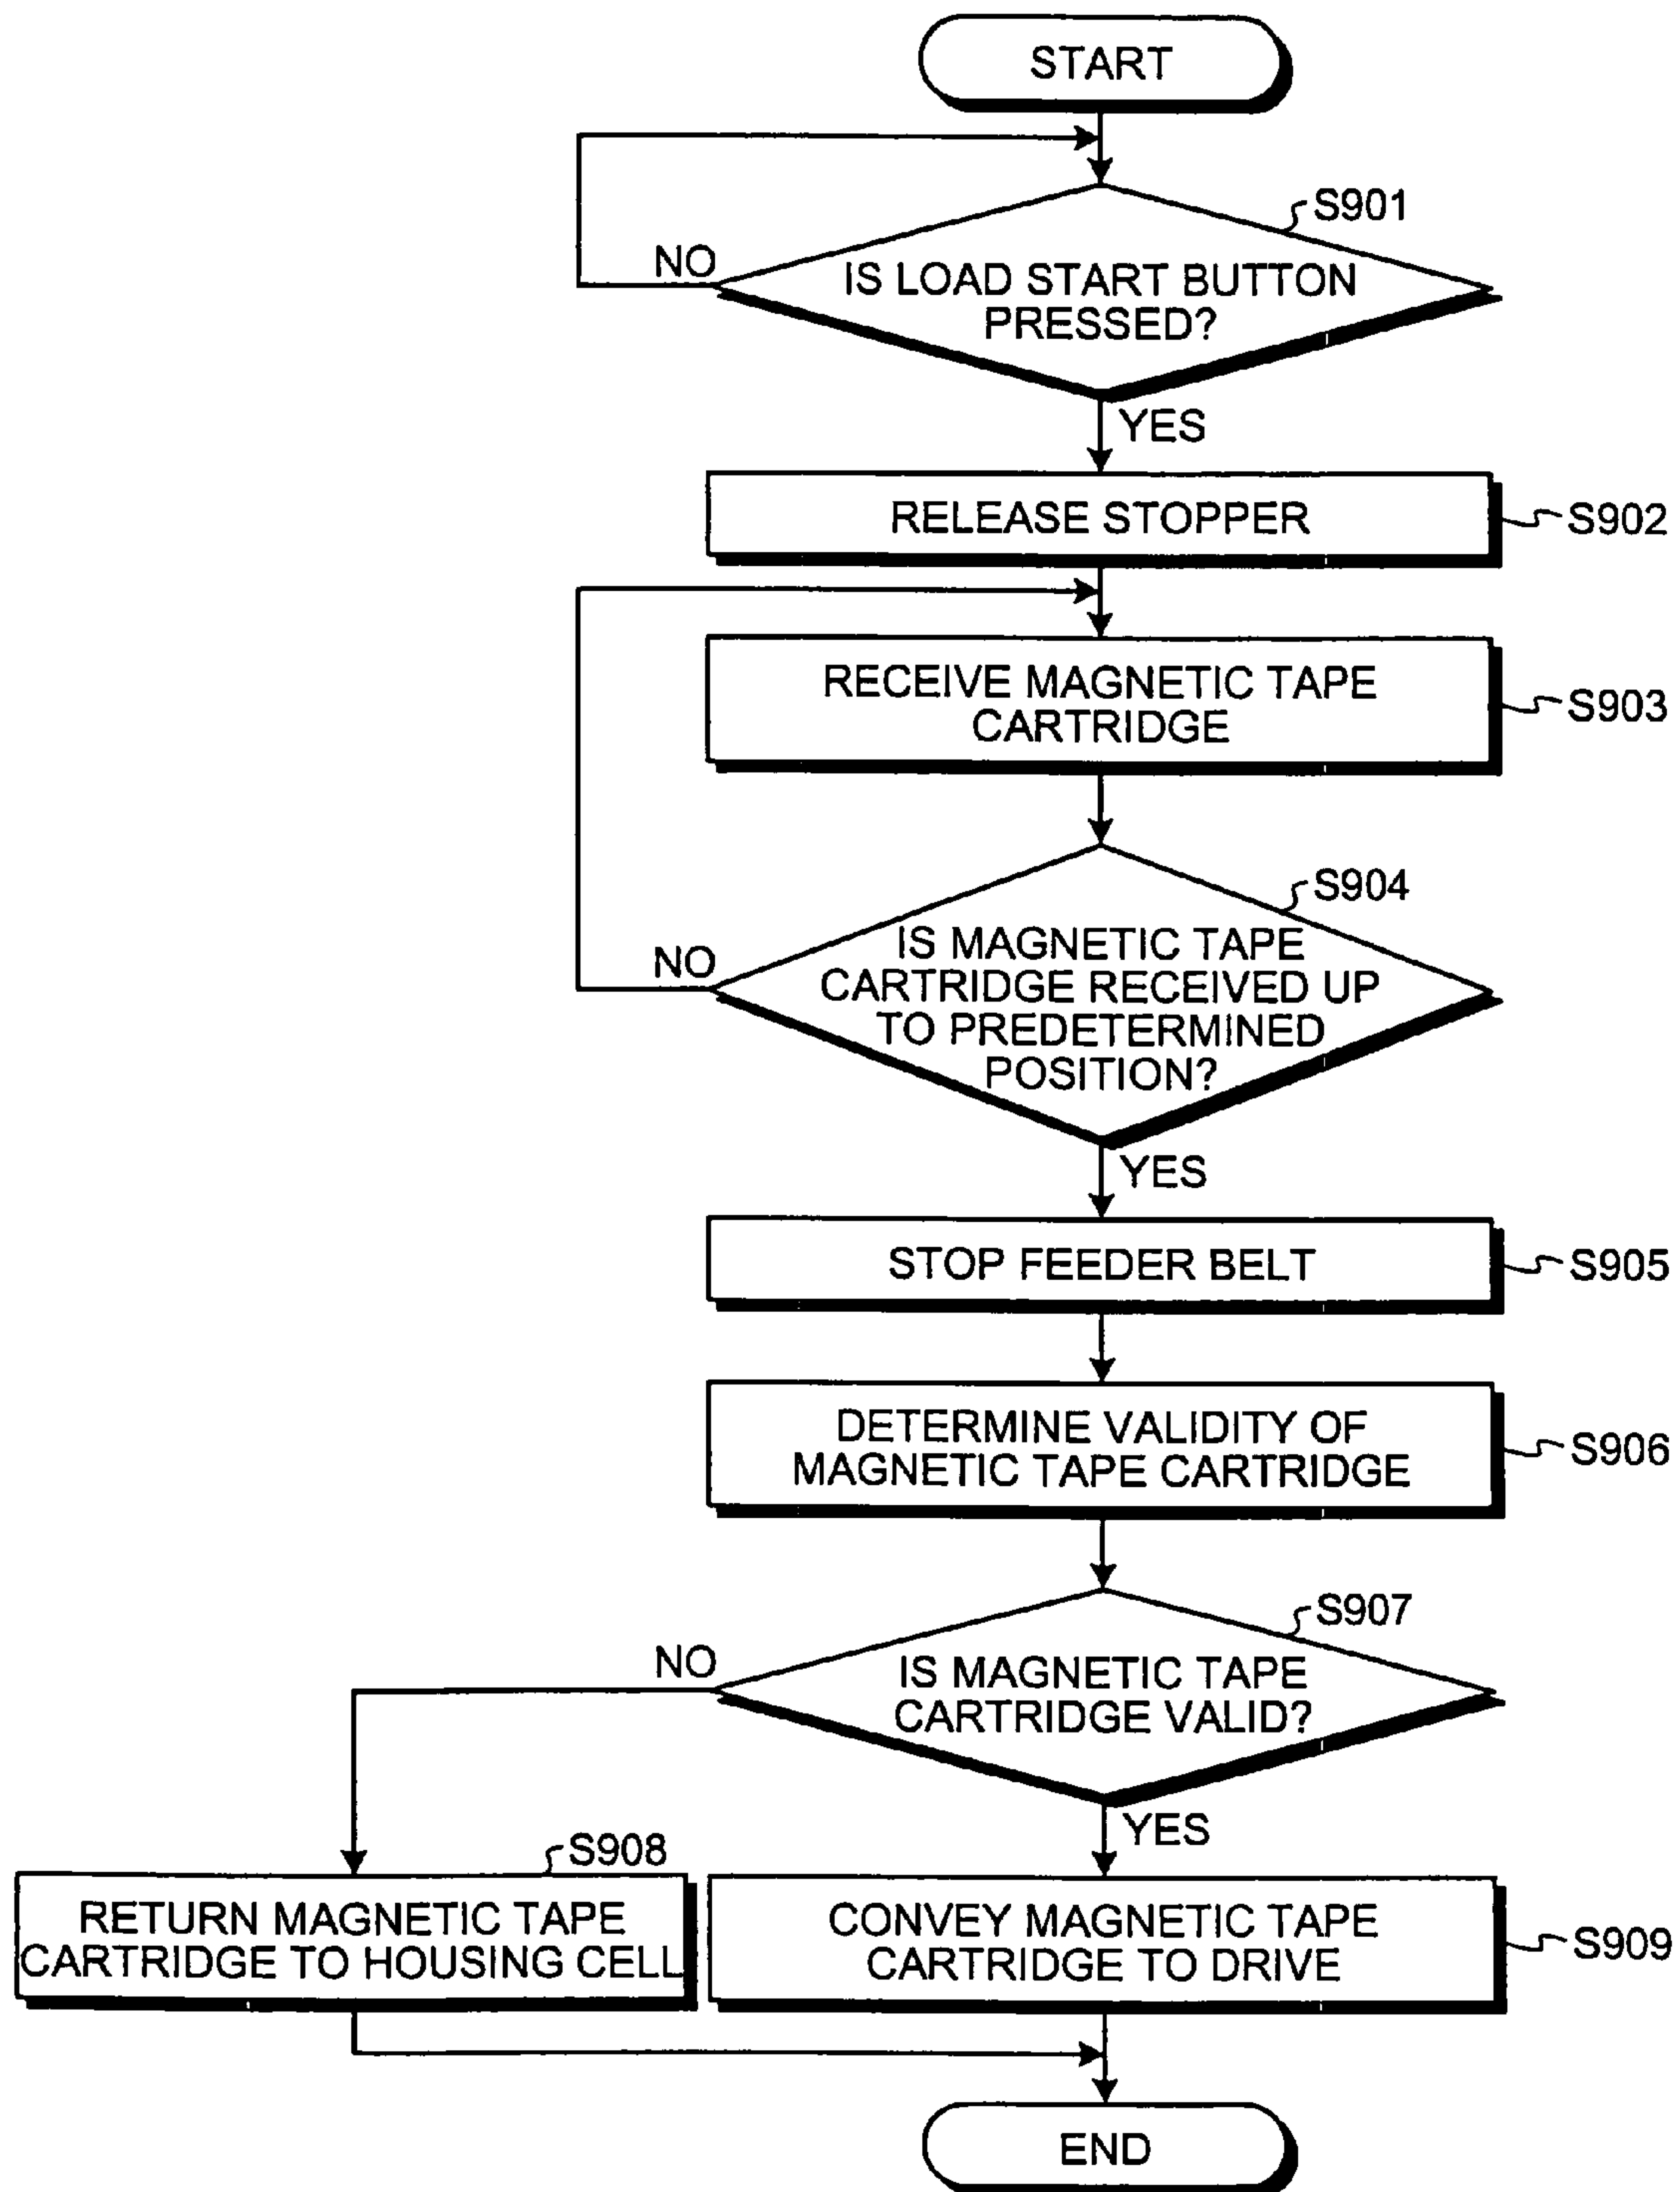 START
S901
NO
IS LOAD START BUTTON
PRESSED?
YES
RELEASE STOPPER
S902
RECEIVE MAGNETIC TAPE
CARTRIDGE
S903
S904
NO
IS MAGNETIC TAPE
CARTRIDGE RECEIVED UP
TO PREDETERMINED
POSITION?
YES
STOP FEEDER BELT
S905
DETERMINE VALIDITY OF
MAGNETIC TAPE CARTRIDGE
S906
S907
NO
IS MAGNETIC TAPE
CARTRIDGE VALID?
YES
S908
RETURN MAGNETIC TAPE
CARTRIDGE TO HOUSING CELL
CONVEY MAGNETIC TAPE
CARTRIDGE TO DRIVE
S909
END